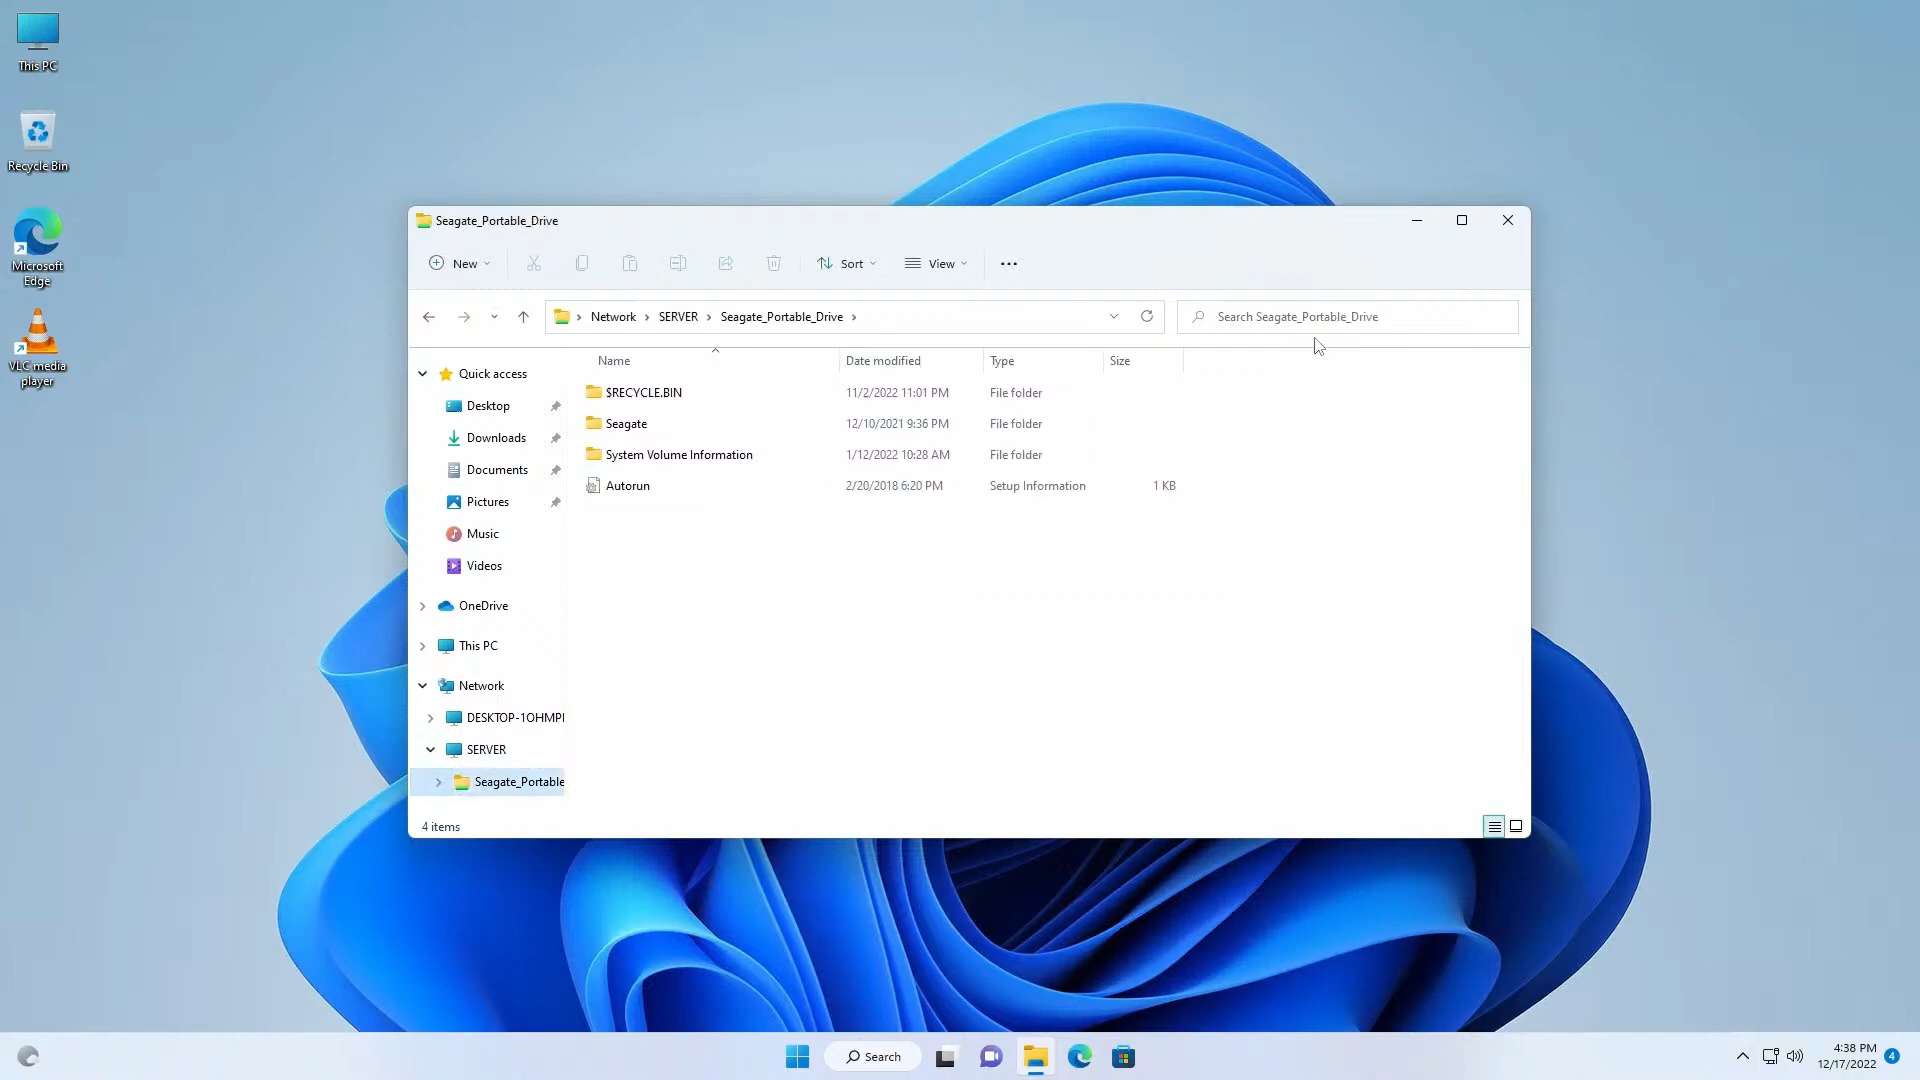 This PC
Recycle Bin
Microsoft
Edge
VLC media
player
Seagate_Portable_Drive
New
Sort
View
Network
SERVER
Seagate_Portable_Drive
Search Seagate_Portable_Drive
Name
Date modified
Type
Size
$RECYCLE.BIN 11/2/2022 11:01 PM File folder
Seagate 12/10/2021 9:36 PM File folder
System Volume Information 1/12/2022 10:28 AM File folder
Autorun 2/20/2018 6:20 PM Setup Information 1 KB
Quick access
Desktop
Downloads
Documents
Pictures
Music
Videos
OneDrive
This PC
Network
DESKTOP-1OHMP
SERVER
Seagate_Portable
4 items
Search
4:38 PM
12/17/2022
4